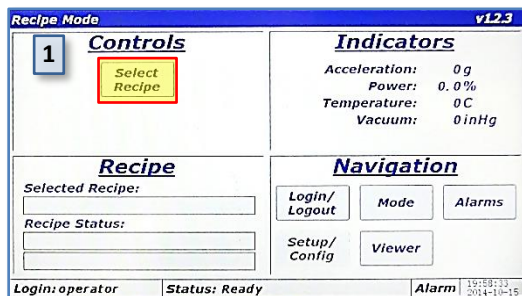 Recipe Mode
v1.2.3
1
Controls
Select
Recipe
Indicators
Acceleration: 0 g
Power: 0.0%
Temperature: 0 C
Vacuum: 0 inHg
Recipe
Selected Recipe:
Recipe Status:
Navigation
Login/
Logout
Mode
Alarms
Setup/
Config
Viewer
Login: operator
Status: Ready
Alarm
19:58:33
2014-10-15